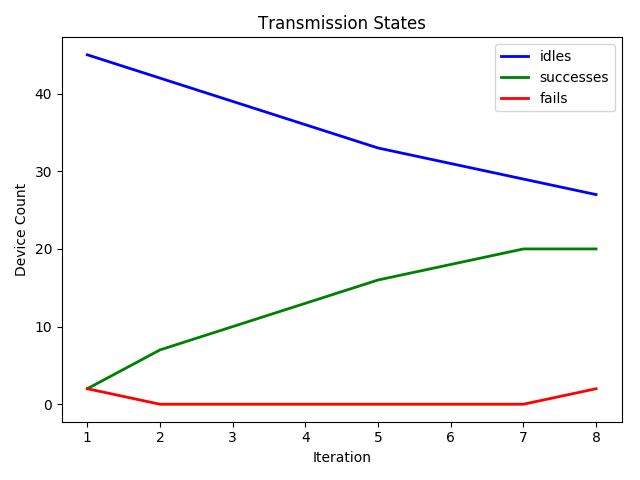 Transmission States
idles
successes
fails
Device Count
40
30
20
10
0
1 2 3 4 5 6 7 8
Iteration